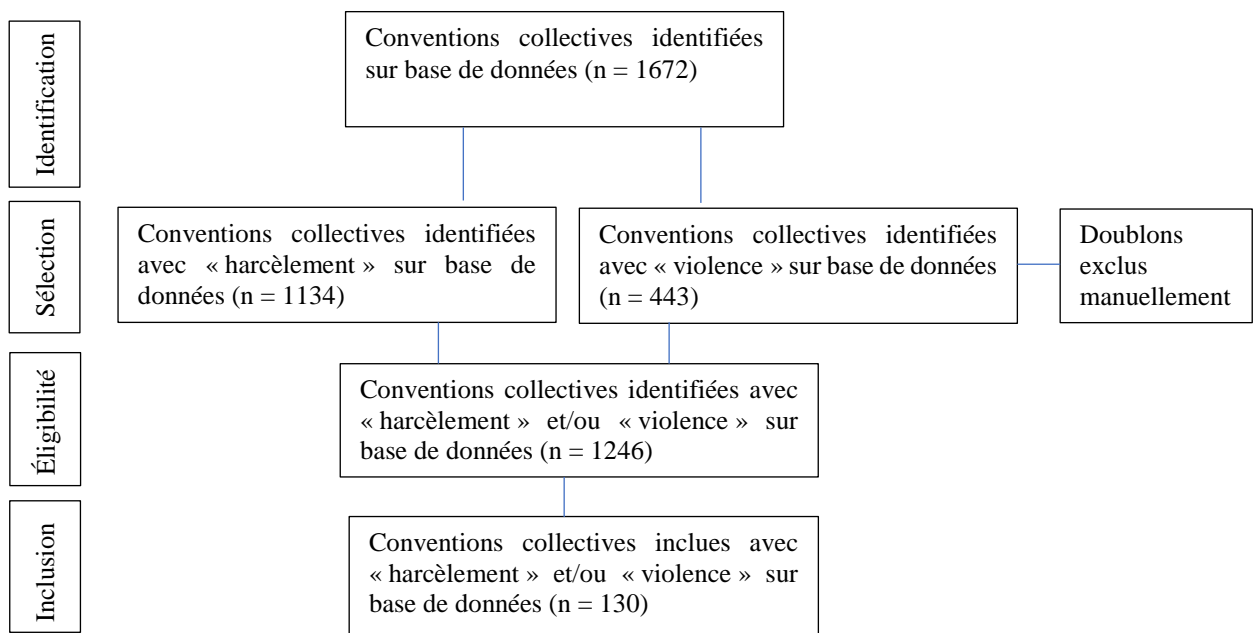 Identification
Conventions collectives identifiées
sur base de données (n = 1672)
Sélection
Conventions collectives identifiées
avec « harcèlement » sur base de
données (n = 1134)
Conventions collectives identifiées
avec « violence » sur base de données
(n = 443)
Doublons
exclus
manuellement
Éligibilité
Conventions collectives identifiées avec
« harcèlement » et/ou « violence » sur
base de données (n = 1246)
Inclusion
Conventions collectives inclues avec
« harcèlement » et/ou « violence » sur
base de données (n = 130)